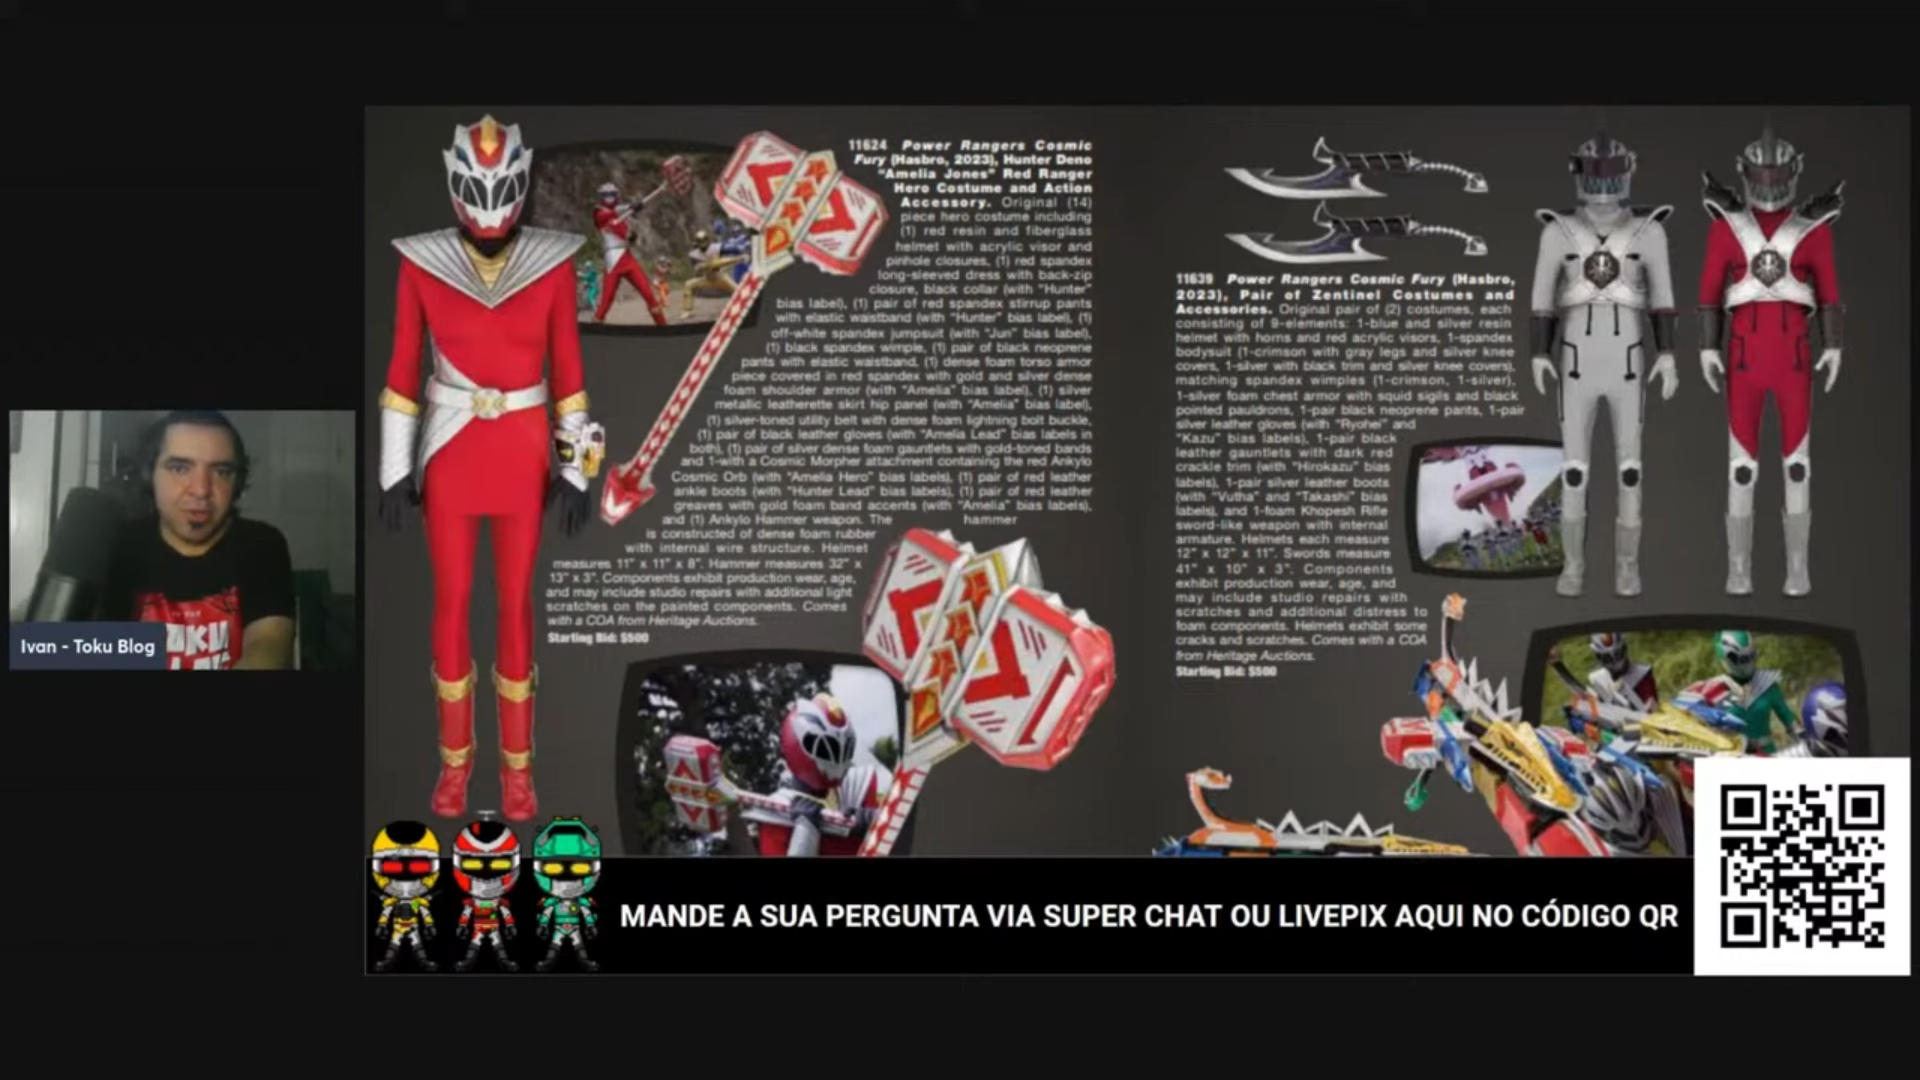 11624 Power Rangers Cosmic
Fury (Hasbro, 2023), Hunter Deno
"Amelia Jones" Red Ranger
Hero Costume and Action
Accessory. Original (14)
piece hero costume including
(1) red resin and fiberglass
helmet with acrylic visor and
pinhole closures, (1) red spandex
long-sleeved dress with back-zip
closure, black collar (with "Hunter"
bias label), (1) pair of red spandex stirrup pants
with elastic waistband (with "Hunter" bias label), (1)
off-white spandex jumpsuit (with "Jun" bias label),
(1) black spandex wimple, (1) pair of black neoprene
pants with elastic waistband, (1) dense foam torso armor
piece covered in red spandex with gold and silver dense
foam shoulder armor (with "Amelia" bias label), (1) silver
metallic leatherette skirt hip panel (with "Amelia" bias label),
(1) silver-toned utility belt with dense foam lightning bolt buckle,
(1) pair of black leather gloves (with "Amelia Lead" bias labels in
both), (1) pair of silver dense foam gauntlets with gold-toned bands
and 1-with a Cosmic Morpher attachment containing the red Ankylo
Cosmic Orb (with "Amelia Hero" bias labels), (1) pair of red leather
ankle boots (with "Hunter Lead" bias labels), (1) pair of red leather
greaves with gold foam band accents (with "Amelia" bias labels),
and (1) Ankylo Hammer weapon. The hammer
is constructed of dense foam rubber
with internal wire structure. Helmet
measures 11" x 11" x 8". Hammer measures 32" x
13" x 3". Components exhibit production wear, age,
and may include studio repairs with additional light
scratches on the painted components. Comes
with a COA from Heritage Auctions.
Starting Bid: $500
11639 Power Rangers Cosmic Fury (Hasbro,
2023), Pair of Zentinel Costumes and
Accessories. Original pair of (2) costumes, each
consisting of 9-elements: 1-blue and silver resin
helmet with horns and red acrylic visors, 1-spandex
bodysuit (1-crimson with gray legs and silver knee
covers, 1-silver with black trim and silver knee covers),
matching spandex wimples (1-crimson, 1-silver),
1-silver foam chest armor with squid sigils and black
pointed pauldrons, 1-pair black neoprene pants, 1-pair
silver leather gloves (with "Ryohei" and
"Kazu" bias labels), 1-pair black
leather gauntlets with dark red
crackle trim (with "Hirokazu" bias
labels), 1-pair silver leather boots
(with "Vutha" and "Takashi" bias
labels), and 1-foam Khopesh Rifle
sword-like weapon with internal
armature. Helmets each measure
12" x 12" x 11". Swords measure
41" x 10" x 3". Components
exhibit production wear, age, and
may include studio repairs with
scratches and additional distress to
foam components. Helmets exhibit some
cracks and scratches. Comes with a COA
from Heritage Auctions.
Starting Bid: $500
Ivan - Toku Blog
MANDE A SUA PERGUNTA VIA SUPER CHAT OU LIVEPIX AQUI NO CÓDIGO QR